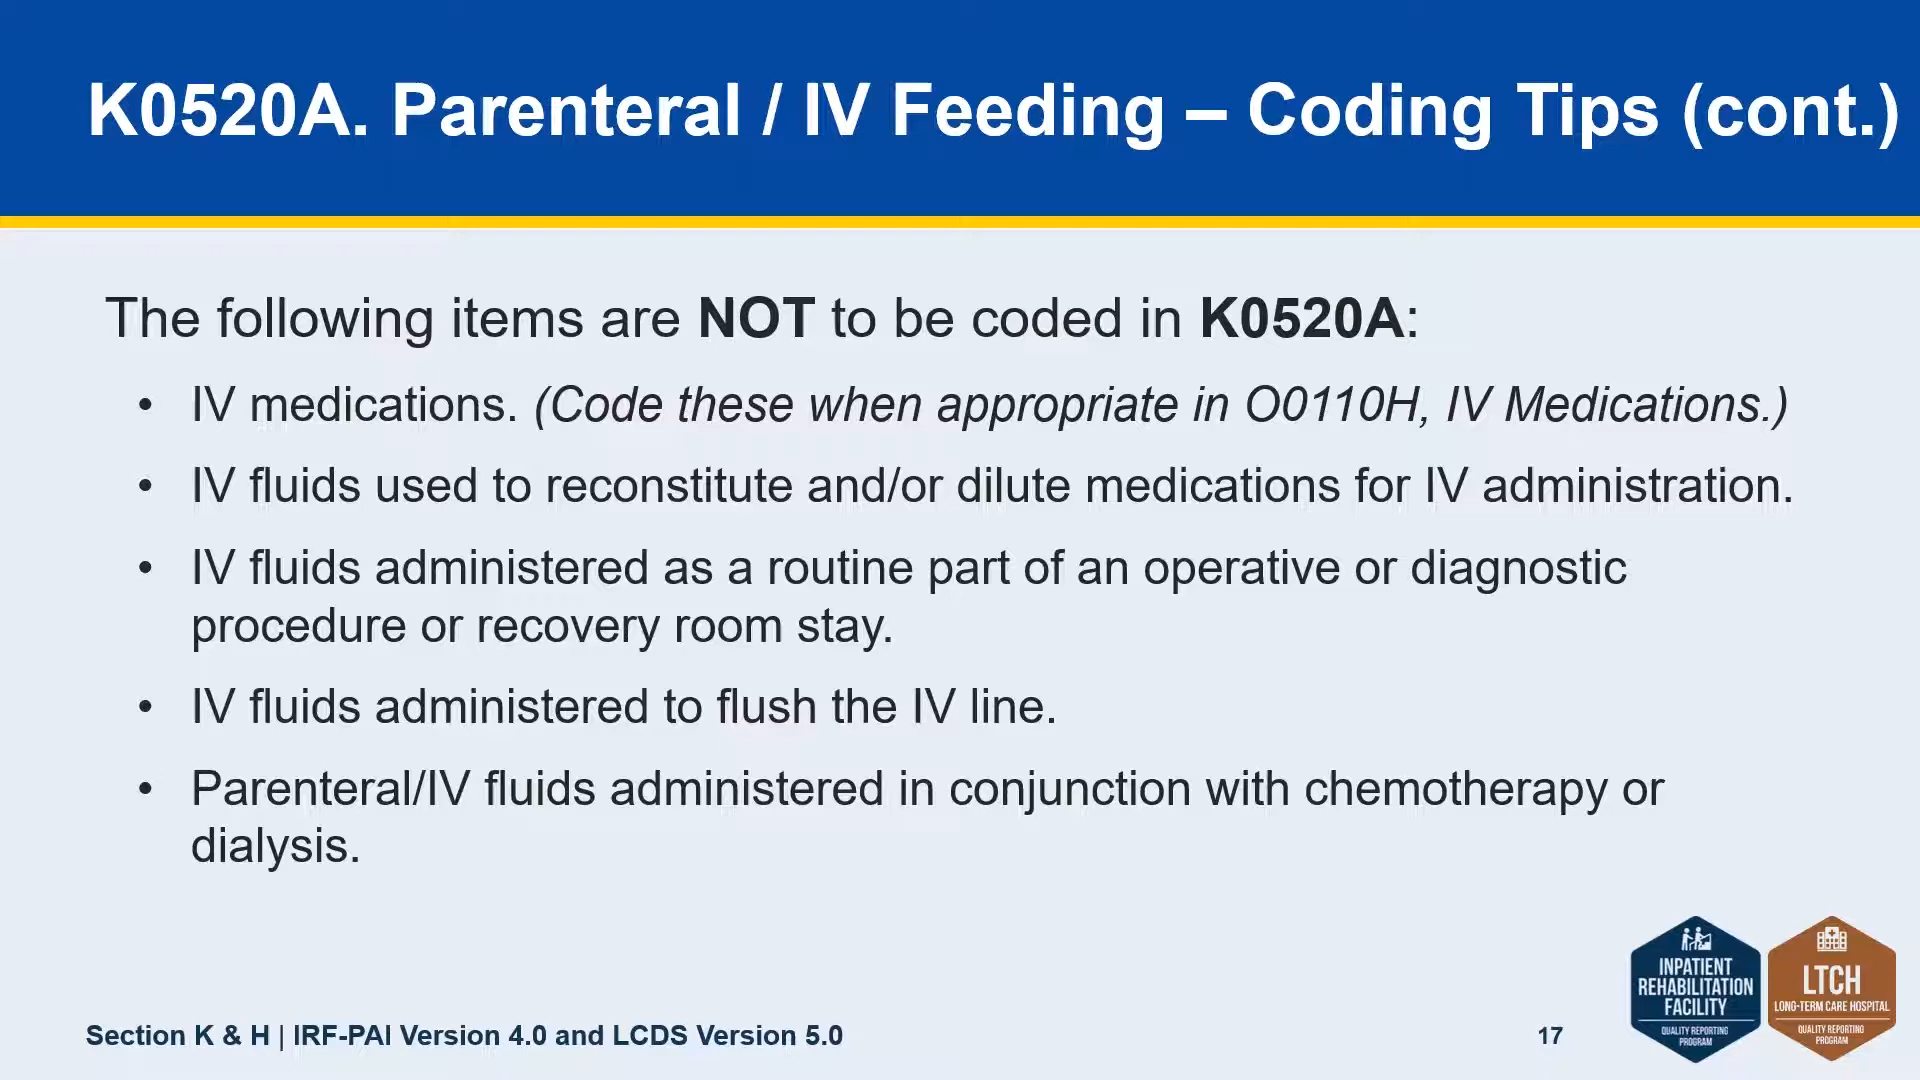 K0520A. Parenteral / IV Feeding – Coding Tips (cont.)
The following items are NOT to be coded in K0520A:
• IV medications. (Code these when appropriate in O0110H, IV Medications.)
• IV fluids used to reconstitute and/or dilute medications for IV administration.
• IV fluids administered as a routine part of an operative or diagnostic
procedure or recovery room stay.
• IV fluids administered to flush the IV line.
• Parenteral/IV fluids administered in conjunction with chemotherapy or
dialysis.
Section K & H | IRF-PAI Version 4.0 and LCDS Version 5.0
17
INPATIENT
REHABILITATION
FACILITY
QUALITY REPORTING
PROGRAM
LTCH
LONG-TERM CARE HOSPITAL
QUALITY REPORTING
PROGRAM